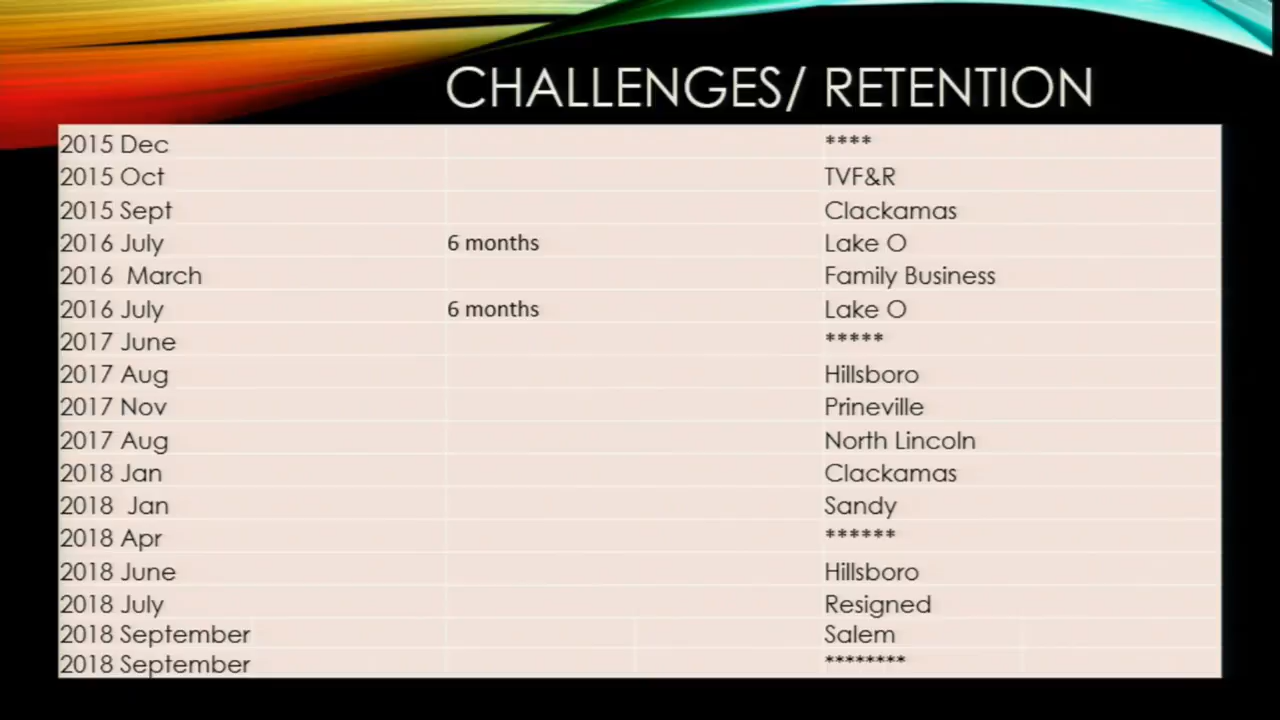 CHALLENGES/ RETENTION
2015 Dec ****
2015 Oct TVF&R
2015 Sept Clackamas
2016 July 6 months Lake O
2016 March Family Business
2016 July 6 months Lake O
2017 June *****
2017 Aug Hillsboro
2017 Nov Prineville
2017 Aug North Lincoln
2018 Jan Clackamas
2018 Jan Sandy
2018 Apr ******
2018 June Hillsboro
2018 July Resigned
2018 September Salem
2018 September ********